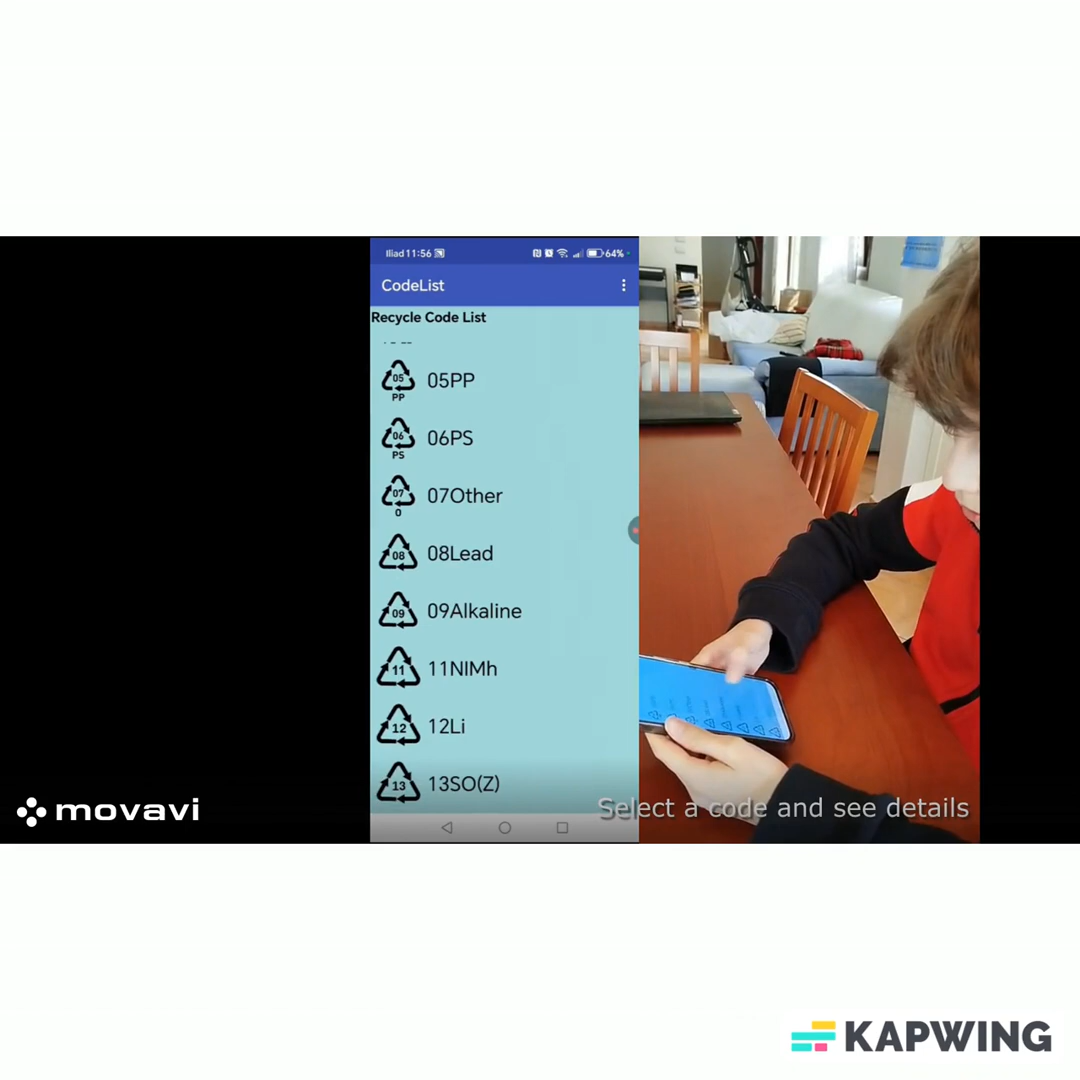 Iliad 11:56
64%
CodeList
Recycle Code List
05
PP
05PP
06
PS
06PS
07
O
07Other
08
08Lead
09
09Alkaline
11
11NIMh
12
12Li
13
13SO(Z)
Select a code and see details
movavi
KAPWING